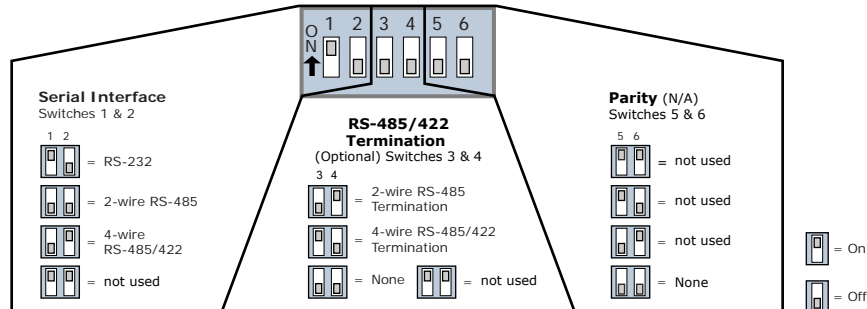 ON
1 2 3 4 5 6
Serial Interface
Switches 1 & 2
1 2
= RS-232
= 2-wire RS-485
= 4-wire
RS-485/422
= not used
RS-485/422
Termination
(Optional) Switches 3 & 4
3 4
= 2-wire RS-485
Termination
= 4-wire RS-485/422
Termination
= None
= not used
Parity (N/A)
Switches 5 & 6
5 6
= not used
= not used
= not used
= None
= On
= Off